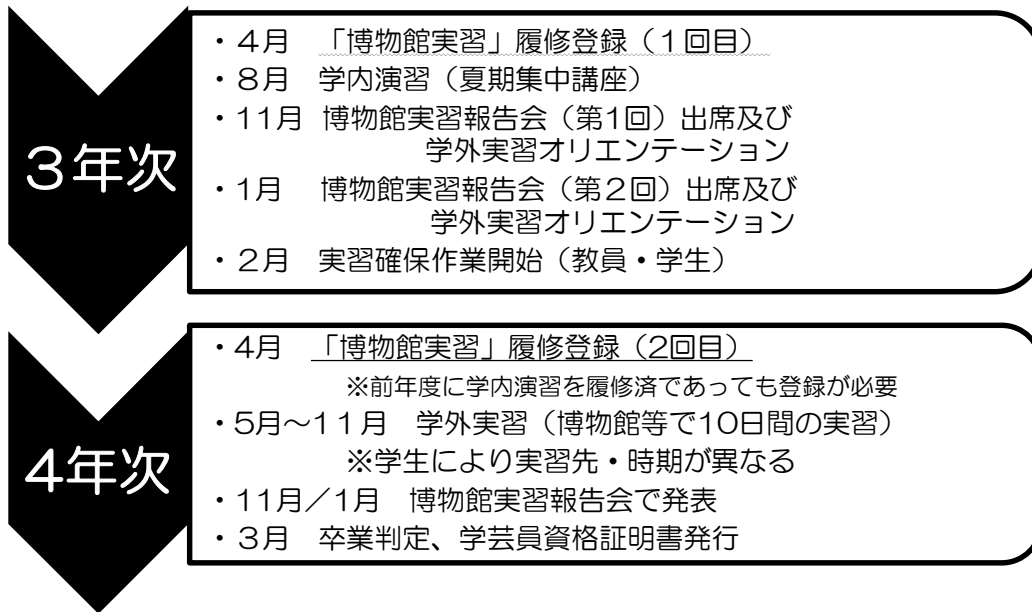 ３年次
・４月　「博物館実習」履修登録（１回目）
・８月　学内演習（夏期集中講座）
・11月 博物館実習報告会（第1回）出席及び
学外実習オリエンテーション
・１月　博物館実習報告会（第２回）出席及び
学外実習オリエンテーション
・２月　実習確保作業開始（教員・学生）
４年次
・４月　「博物館実習」履修登録（2回目）
※前年度に学内演習を履修済であっても登録が必要
・5月～１１月　学外実習（博物館等で10日間の実習）
※学生により実習先・時期が異なる
・11月／1月　博物館実習報告会で発表
・３月　卒業判定、学芸員資格証明書発行